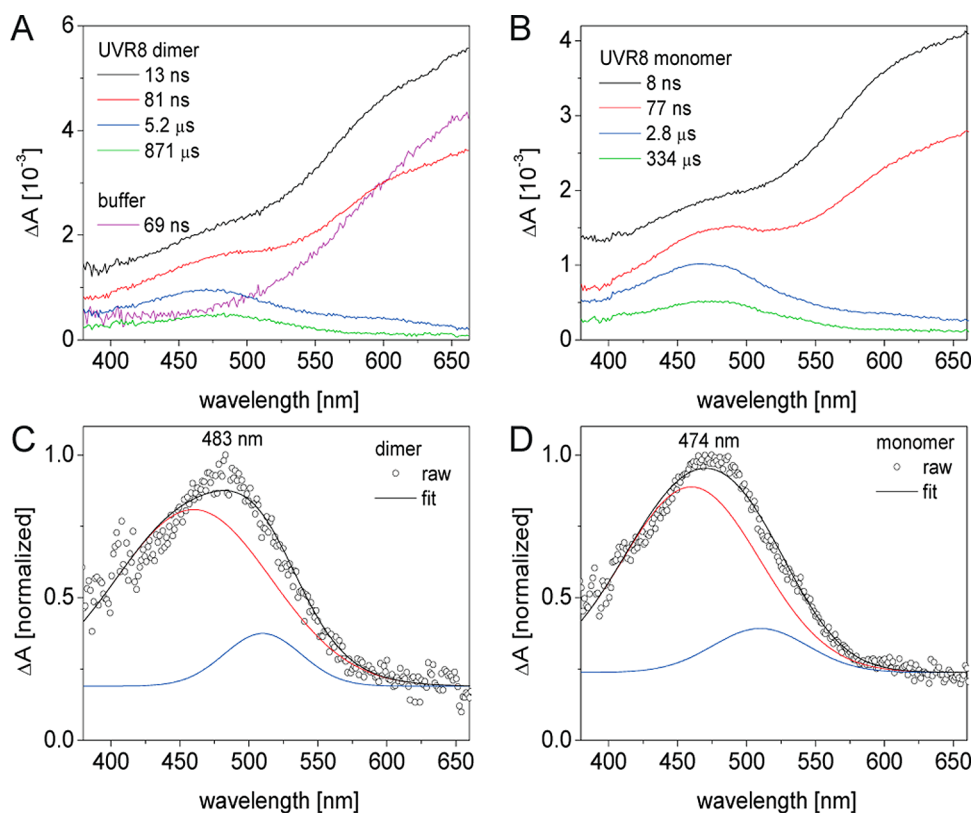 A
UVR8 dimer
13 ns
81 ns
5.2 μs
871 μs
buffer
69 ns
6
4
2
0
ΔA [10⁻³]
400 450 500 550 600 650
wavelength [nm]
B
UVR8 monomer
8 ns
77 ns
2.8 μs
334 μs
4
3
2
1
0
ΔA [10⁻³]
400 450 500 550 600 650
wavelength [nm]
C
483 nm
dimer
raw
fit
1.0
0.5
0.0
ΔA [normalized]
400 450 500 550 600 650
wavelength [nm]
D
474 nm
monomer
raw
fit
1.0
0.5
0.0
ΔA [normalized]
400 450 500 550 600 650
wavelength [nm]